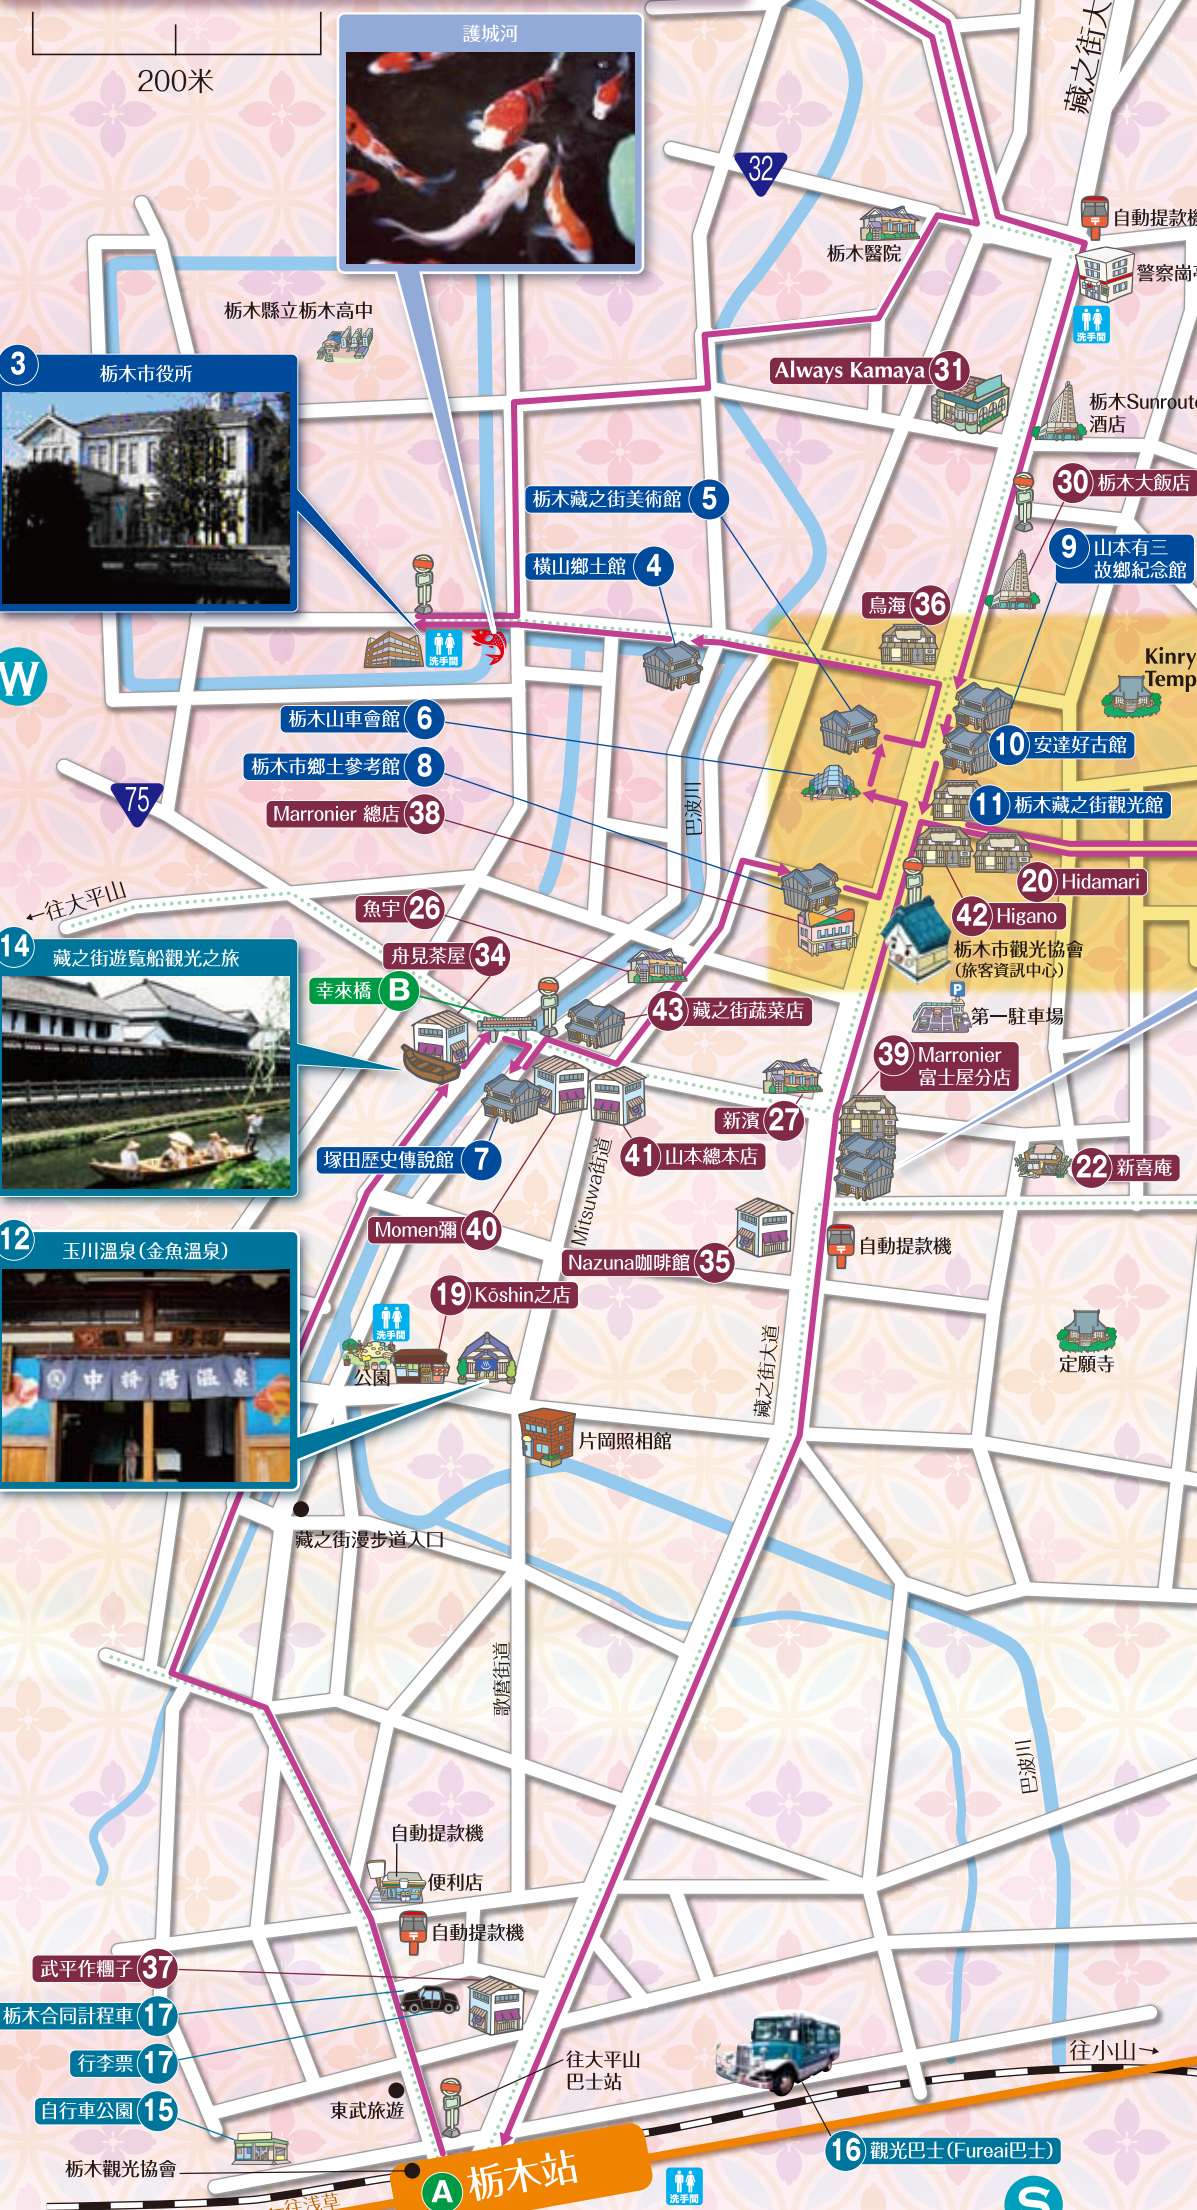 200米
護城河
藏之街大
32
自動提款機
栃木醫院
警察崗
洗手間
栃木縣立栃木高中
3
栃木市役所
Always Kamaya 31
栃木Sunroute
酒店
30 栃木大飯店
栃木藏之街美術館 5
9 山本有三
故鄉紀念館
橫山鄉土館 4
鳥海 36
洗手間
W
Kinry
Temp
栃木山車會館 6
10 安達好古館
栃木市鄉土參考館 8
75
11 栃木藏之街觀光館
Marronier 總店 38
巴波川
20 Hidamari
←往大平山
魚宇 26
42 Higano
14
藏之街遊覧船觀光之旅
舟見茶屋 34
栃木市觀光協會
(旅客資訊中心)
幸來橋 B
P
43 藏之街蔬菜店
第一駐車場
39 Marronier
富士屋分店
新濱 27
塚田歷史傳說館 7
41 山本總本店
22 新喜庵
Mitsuwa街道
12
玉川溫泉(金魚溫泉)
Momen彌 40
Nazuna咖啡館 35
自動提款機
19 Kōshin之店
洗手間
中 捋 湯 温 泉
公園
藏之街大道
定願寺
片岡照相館
藏之街漫步道入口
歌麿街道
巴波川
自動提款機
便利店
自動提款機
武平作糰子 37
栃木合同計程車 17
行李票 17
往大平山
巴士站
往小山→
自行車公園 15
東武旅遊
16 觀光巴士(Fureai巴士)
栃木觀光協會
A 栃木站
洗手間
←往浅草
S